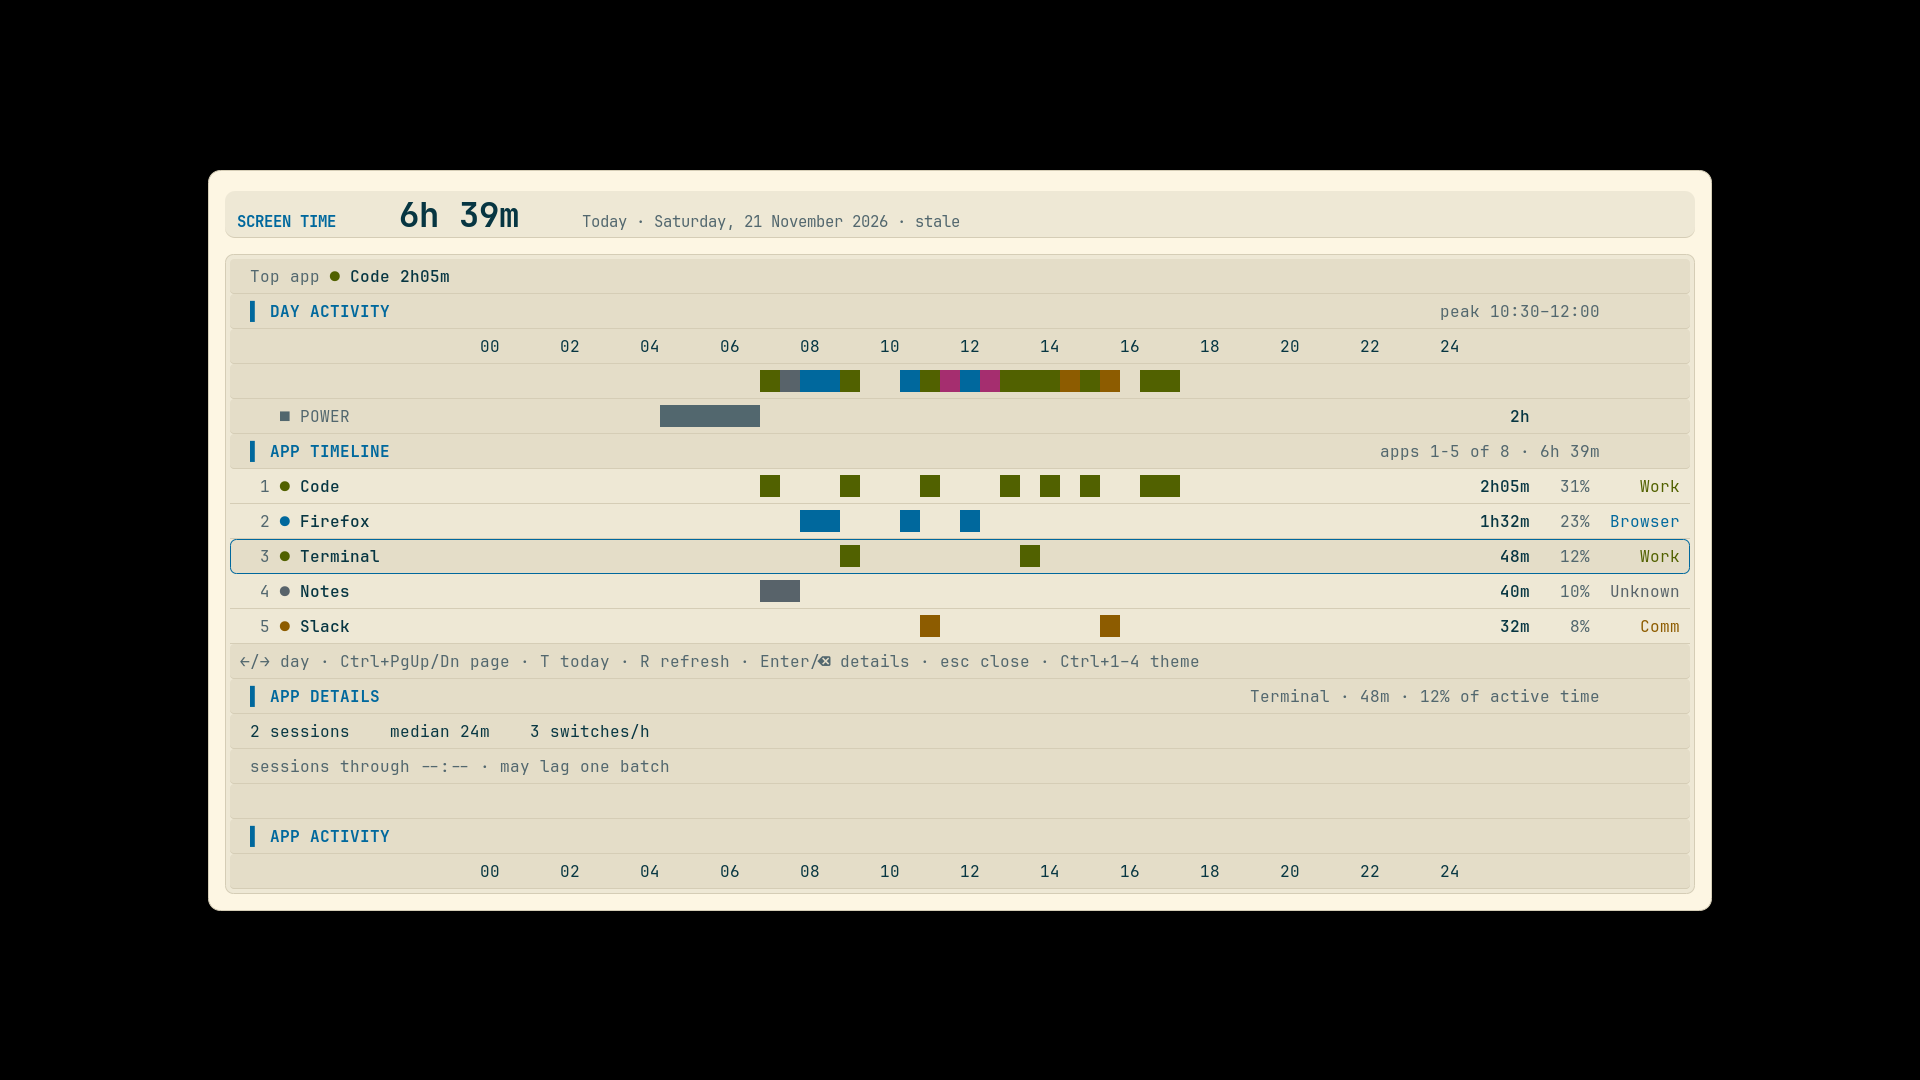 SCREEN TIME 6h 39m Today · Saturday, 21 November 2026 · stale
Top app ● Code 2h05m
DAY ACTIVITY peak 10:30–12:00
00 02 04 06 08 10 12 14 16 18 20 22 24
■ POWER 2h
APP TIMELINE apps 1-5 of 8 · 6h 39m
1 ● Code 2h05m 31% Work
2 ● Firefox 1h32m 23% Browser
3 ● Terminal 48m 12% Work
4 ● Notes 40m 10% Unknown
5 ● Slack 32m 8% Comm
←/→ day · Ctrl+PgUp/Dn page · T today · R refresh · Enter/⌫ details · esc close · Ctrl+1–4 theme
APP DETAILS Terminal · 48m · 12% of active time
2 sessions median 24m 3 switches/h
sessions through --:-- · may lag one batch
APP ACTIVITY
00 02 04 06 08 10 12 14 16 18 20 22 24